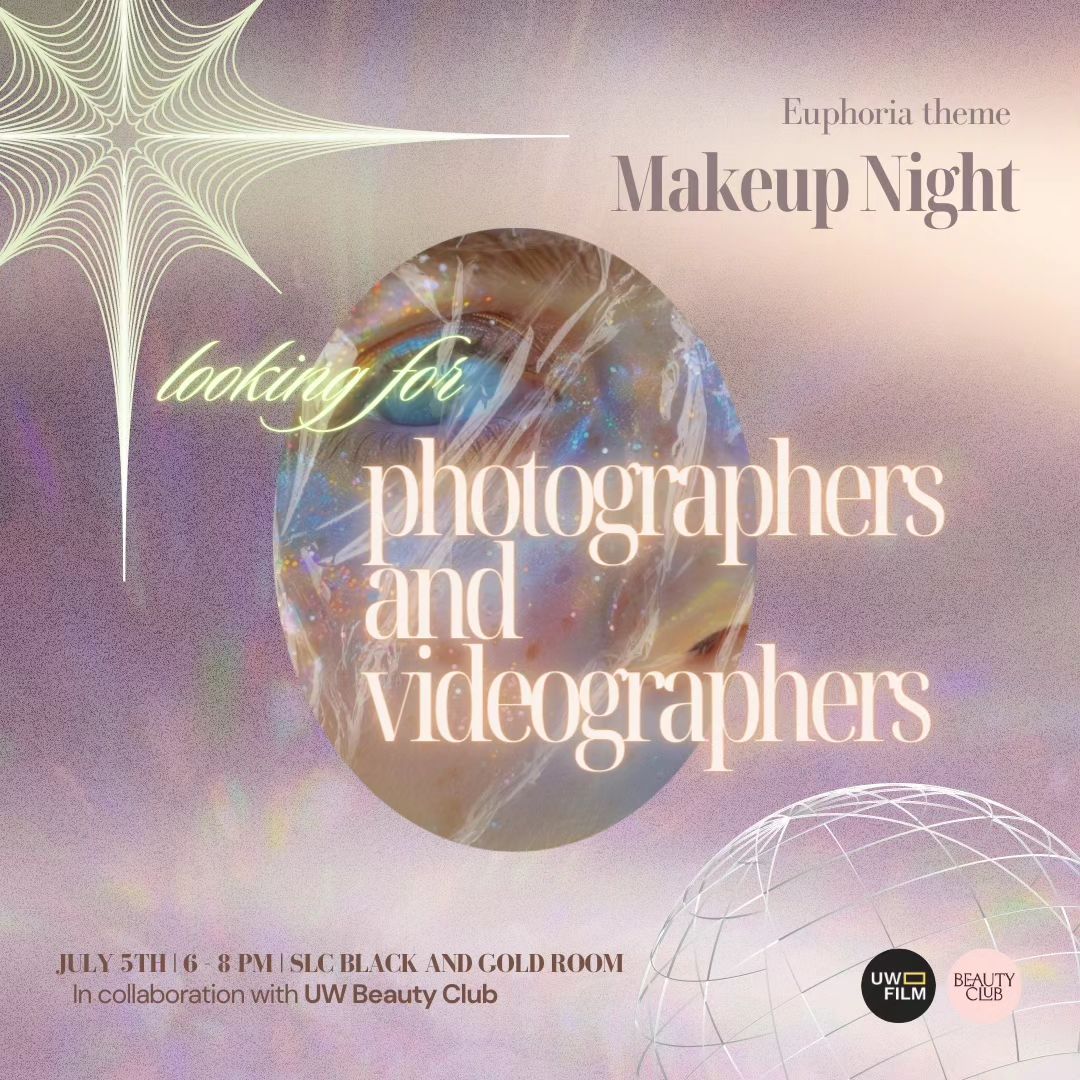 Euphoria theme
Makeup Night
looking for
photographers
and
videographers
JULY 5TH | 6 - 8 PM | SLC BLACK AND GOLD ROOM
In collaboration with UW Beauty Club
UW
FILM
BEAUTY
CLUB